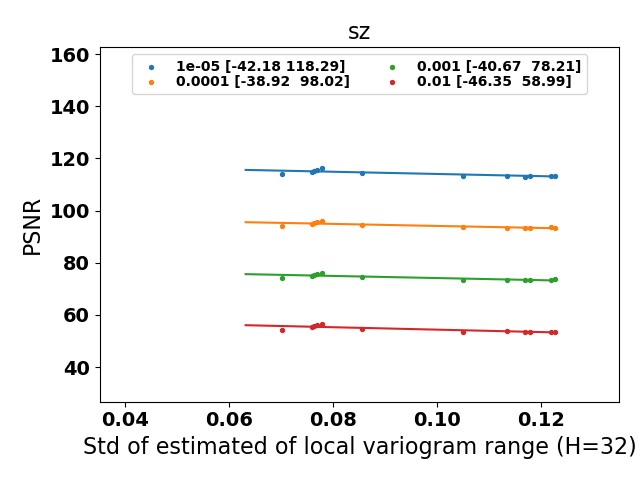 sz
1e-05 [-42.18 118.29]
0.0001 [-38.92  98.02]
0.001 [-40.67  78.21]
0.01 [-46.35  58.99]
160
140
120
100
80
60
40
PSNR
0.04 0.06 0.08 0.10 0.12
Std of estimated of local variogram range (H=32)